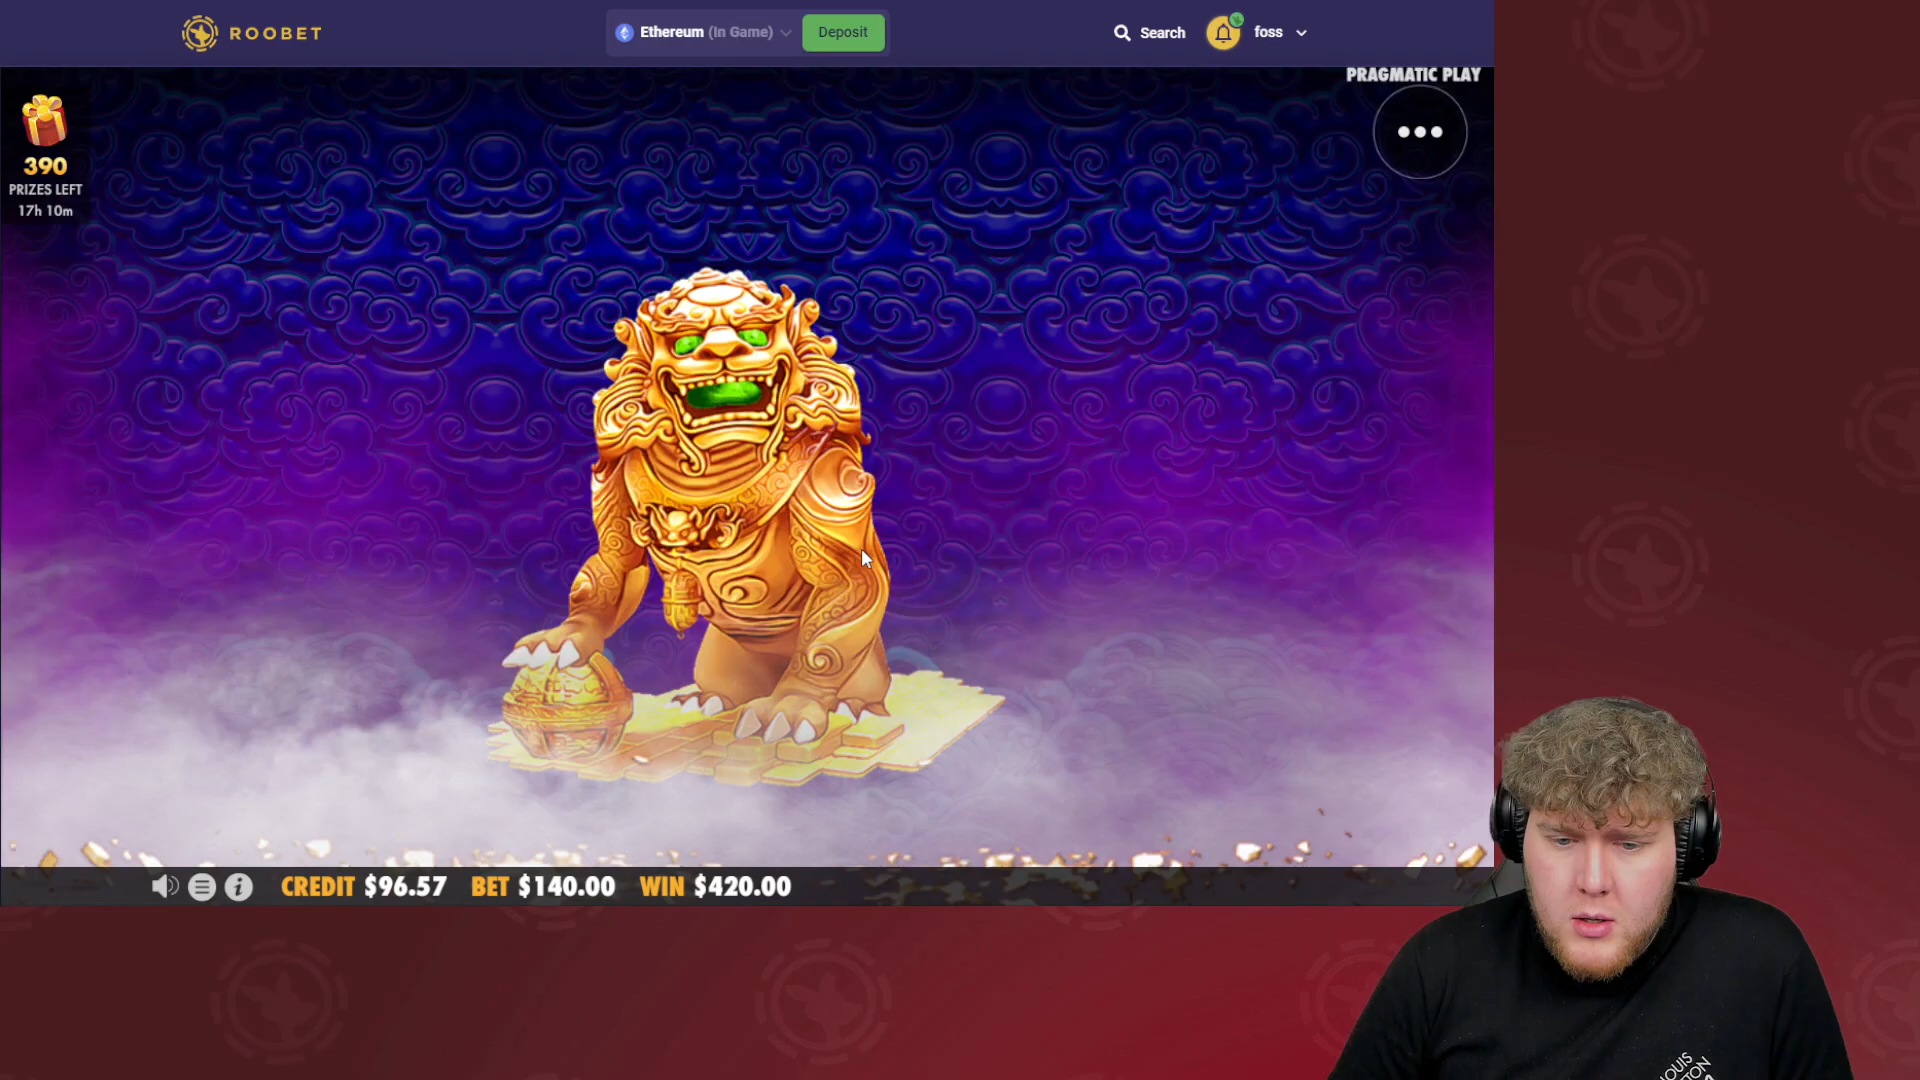 ROOBET
Ethereum (In Game)
Deposit
Search
foss
PRAGMATIC PLAY
390
PRIZES LEFT
17h 10m
CREDIT $96.57 BET $140.00 WIN $420.00